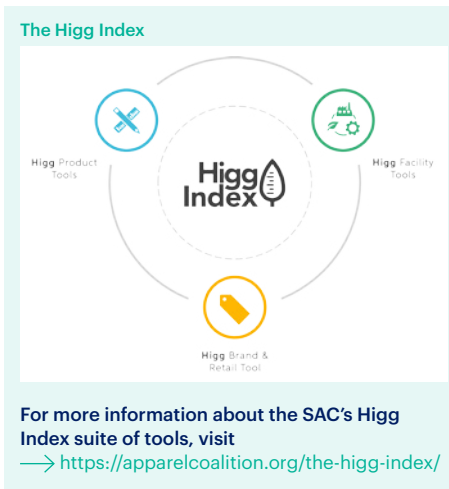 The Higg Index
Higg Product
Tools
Higg Facility
Tools
Higg
Index
Higg Brand &
Retail Tool
For more information about the SAC's Higg
Index suite of tools, visit
https://apparelcoalition.org/the-higg-index/